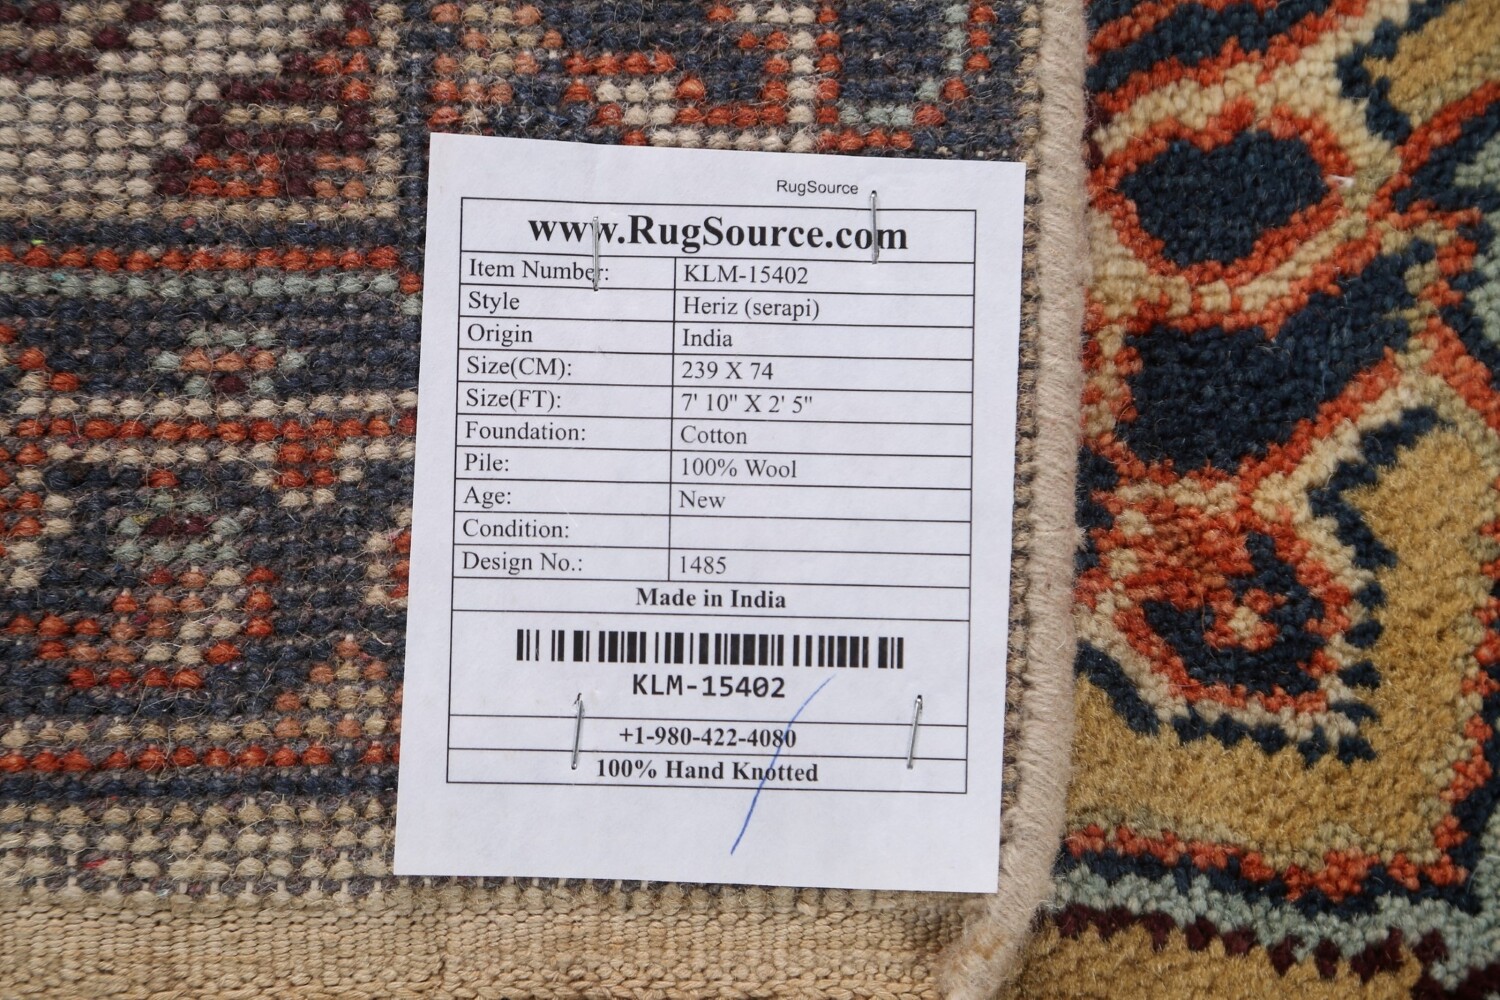 RugSource
www.RugSource.com
Item Number: KLM-15402
Style Heriz (serapi)
Origin India
Size(CM): 239 X 74
Size(FT): 7' 10" X 2' 5"
Foundation: Cotton
Pile: 100% Wool
Age: New
Condition:
Design No.: 1485
Made in India
KLM-15402
+1-980-422-4080
100% Hand Knotted